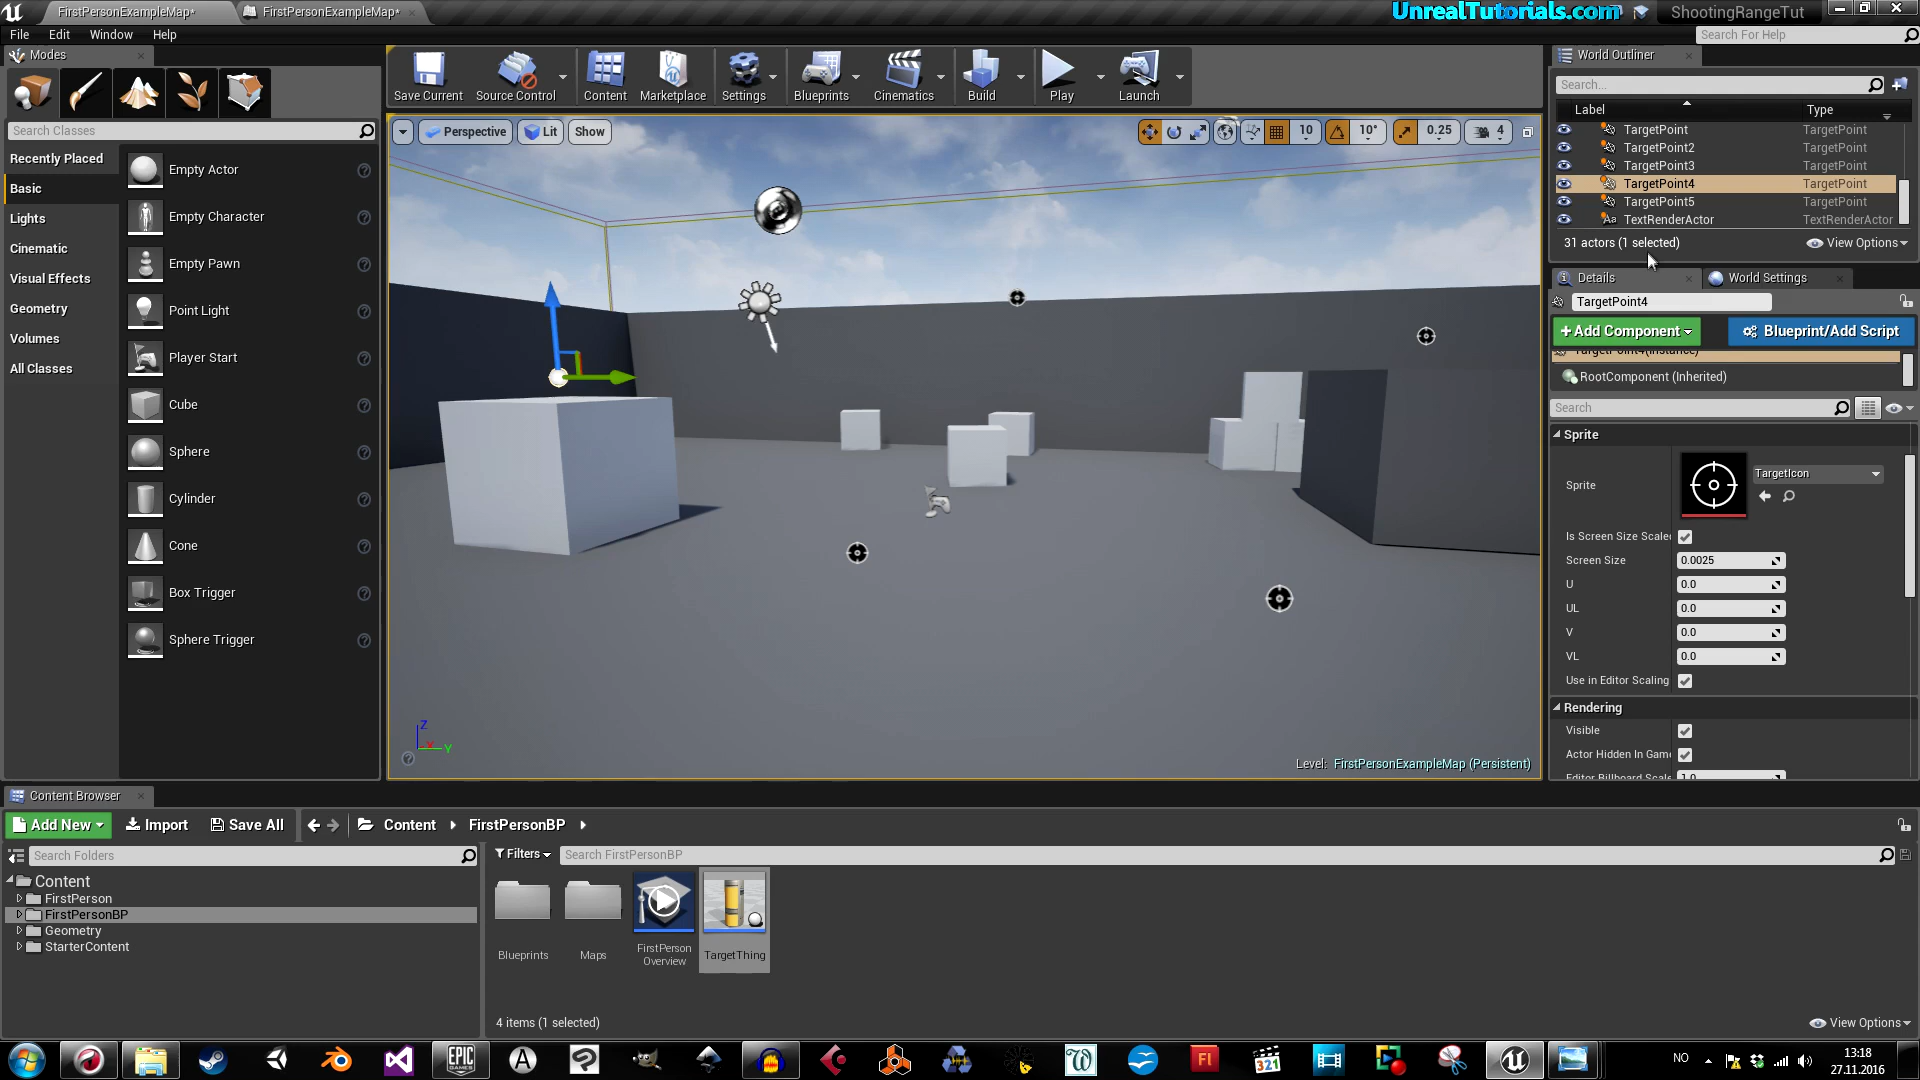 FirstPersonExampleMap*
FirstPersonExampleMap*
UnrealTutorials.com
ShootingRangeTut
File Edit Window Help
Search For Help
Modes
Save Current
Source Control
Content
Marketplace
Settings
Blueprints
Cinematics
Build
Play
Launch
World Outliner
Search...
Label Type
TargetPoint TargetPoint
TargetPoint2 TargetPoint
TargetPoint3 TargetPoint
TargetPoint4 TargetPoint
TargetPoint5 TargetPoint
TextRenderActor TextRenderActor
31 actors (1 selected)
View Options
Search Classes
Recently Placed
Basic
Lights
Cinematic
Visual Effects
Geometry
Volumes
All Classes
Empty Actor
Empty Character
Empty Pawn
Point Light
Player Start
Cube
Sphere
Cylinder
Cone
Box Trigger
Sphere Trigger
Perspective
Lit
Show
10
10°
0.25
4
Z
X
Y
Level: FirstPersonExampleMap (Persistent)
Details
World Settings
TargetPoint4
+Add Component
Blueprint/Add Script
TargetPoint4(Instance)
RootComponent (Inherited)
Search
Sprite
Sprite
TargetIcon
Is Screen Size Scaled
Screen Size 0.0025
U 0.0
UL 0.0
V 0.0
VL 0.0
Use in Editor Scaling
Rendering
Visible
Actor Hidden In Game
Editor Billboard Scale 1.0
Content Browser
Add New
Import
Save All
Content
FirstPersonBP
Search Folders
Filters
Search FirstPersonBP
Content
FirstPerson
FirstPersonBP
Geometry
StarterContent
Blueprints
Maps
FirstPerson
Overview
TargetThing
4 items (1 selected)
View Options
EPIC
GAMES
A
W
Fl
321
NO
13:18
27.11.2016